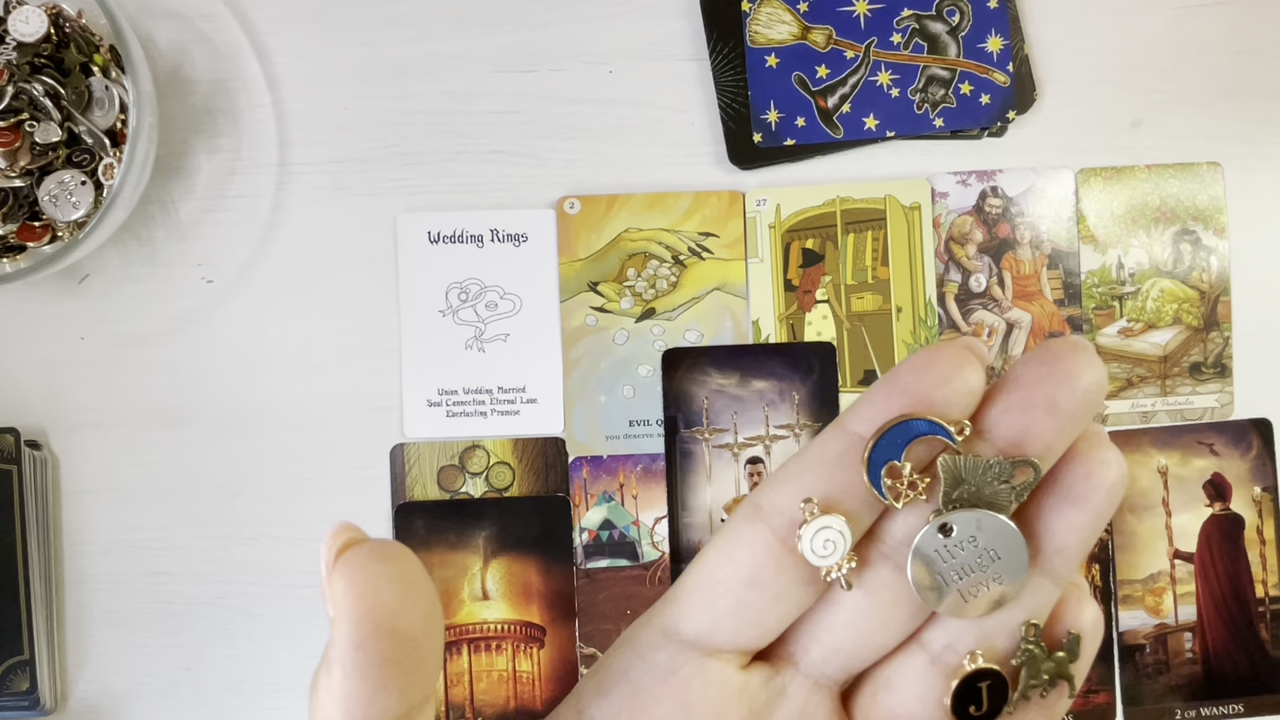 Wedding Rings
Union, Wedding, Married,
Soul Connection, Eternal Love,
Everlasting Promise
2
EVIL
you deserve
27
Nine of Pentacles
live
laugh
love
J
2 OF WANDS
S